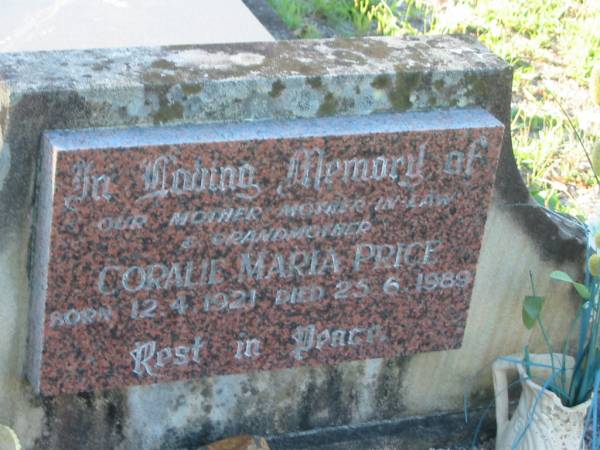 In Loving Memory of
OUR MOTHER MOTHER-IN-LAW
& GRANDMOTHER
CORALIE MARIA PRICE
BORN 12.4.1921 DIED 25.6.1989
Rest in Peace